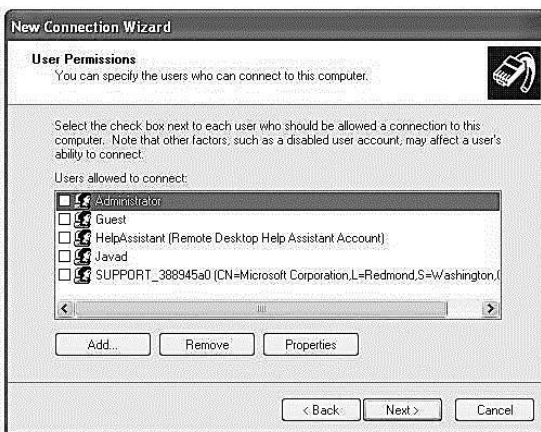 New Connection Wizard
User Permissions
You can specify the users who can connect to this computer.
Select the check box next to each user who should be allowed a connection to this
computer. Note that other factors, such as a disabled user account, may affect a user's
ability to connect.
Users allowed to connect:
Administrator
Guest
HelpAssistant (Remote Desktop Help Assistant Account)
Javad
SUPPORT_388945a0 (CN=Microsoft Corporation,L=Redmond,S=Washington,(
Add...
Remove
Properties
< Back
Next >
Cancel